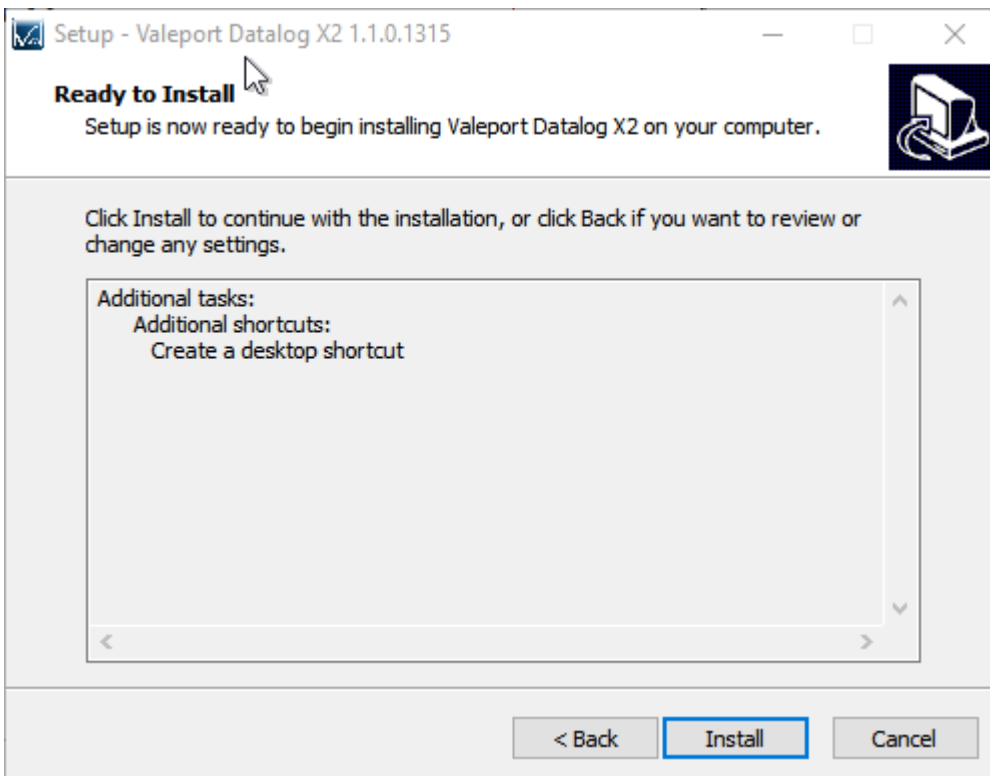 Setup - Valeport Datalog X2 1.1.0.1315
Ready to Install
Setup is now ready to begin installing Valeport Datalog X2 on your computer.
Click Install to continue with the installation, or click Back if you want to review or
change any settings.
Additional tasks:
Additional shortcuts:
Create a desktop shortcut
< Back
Install
Cancel